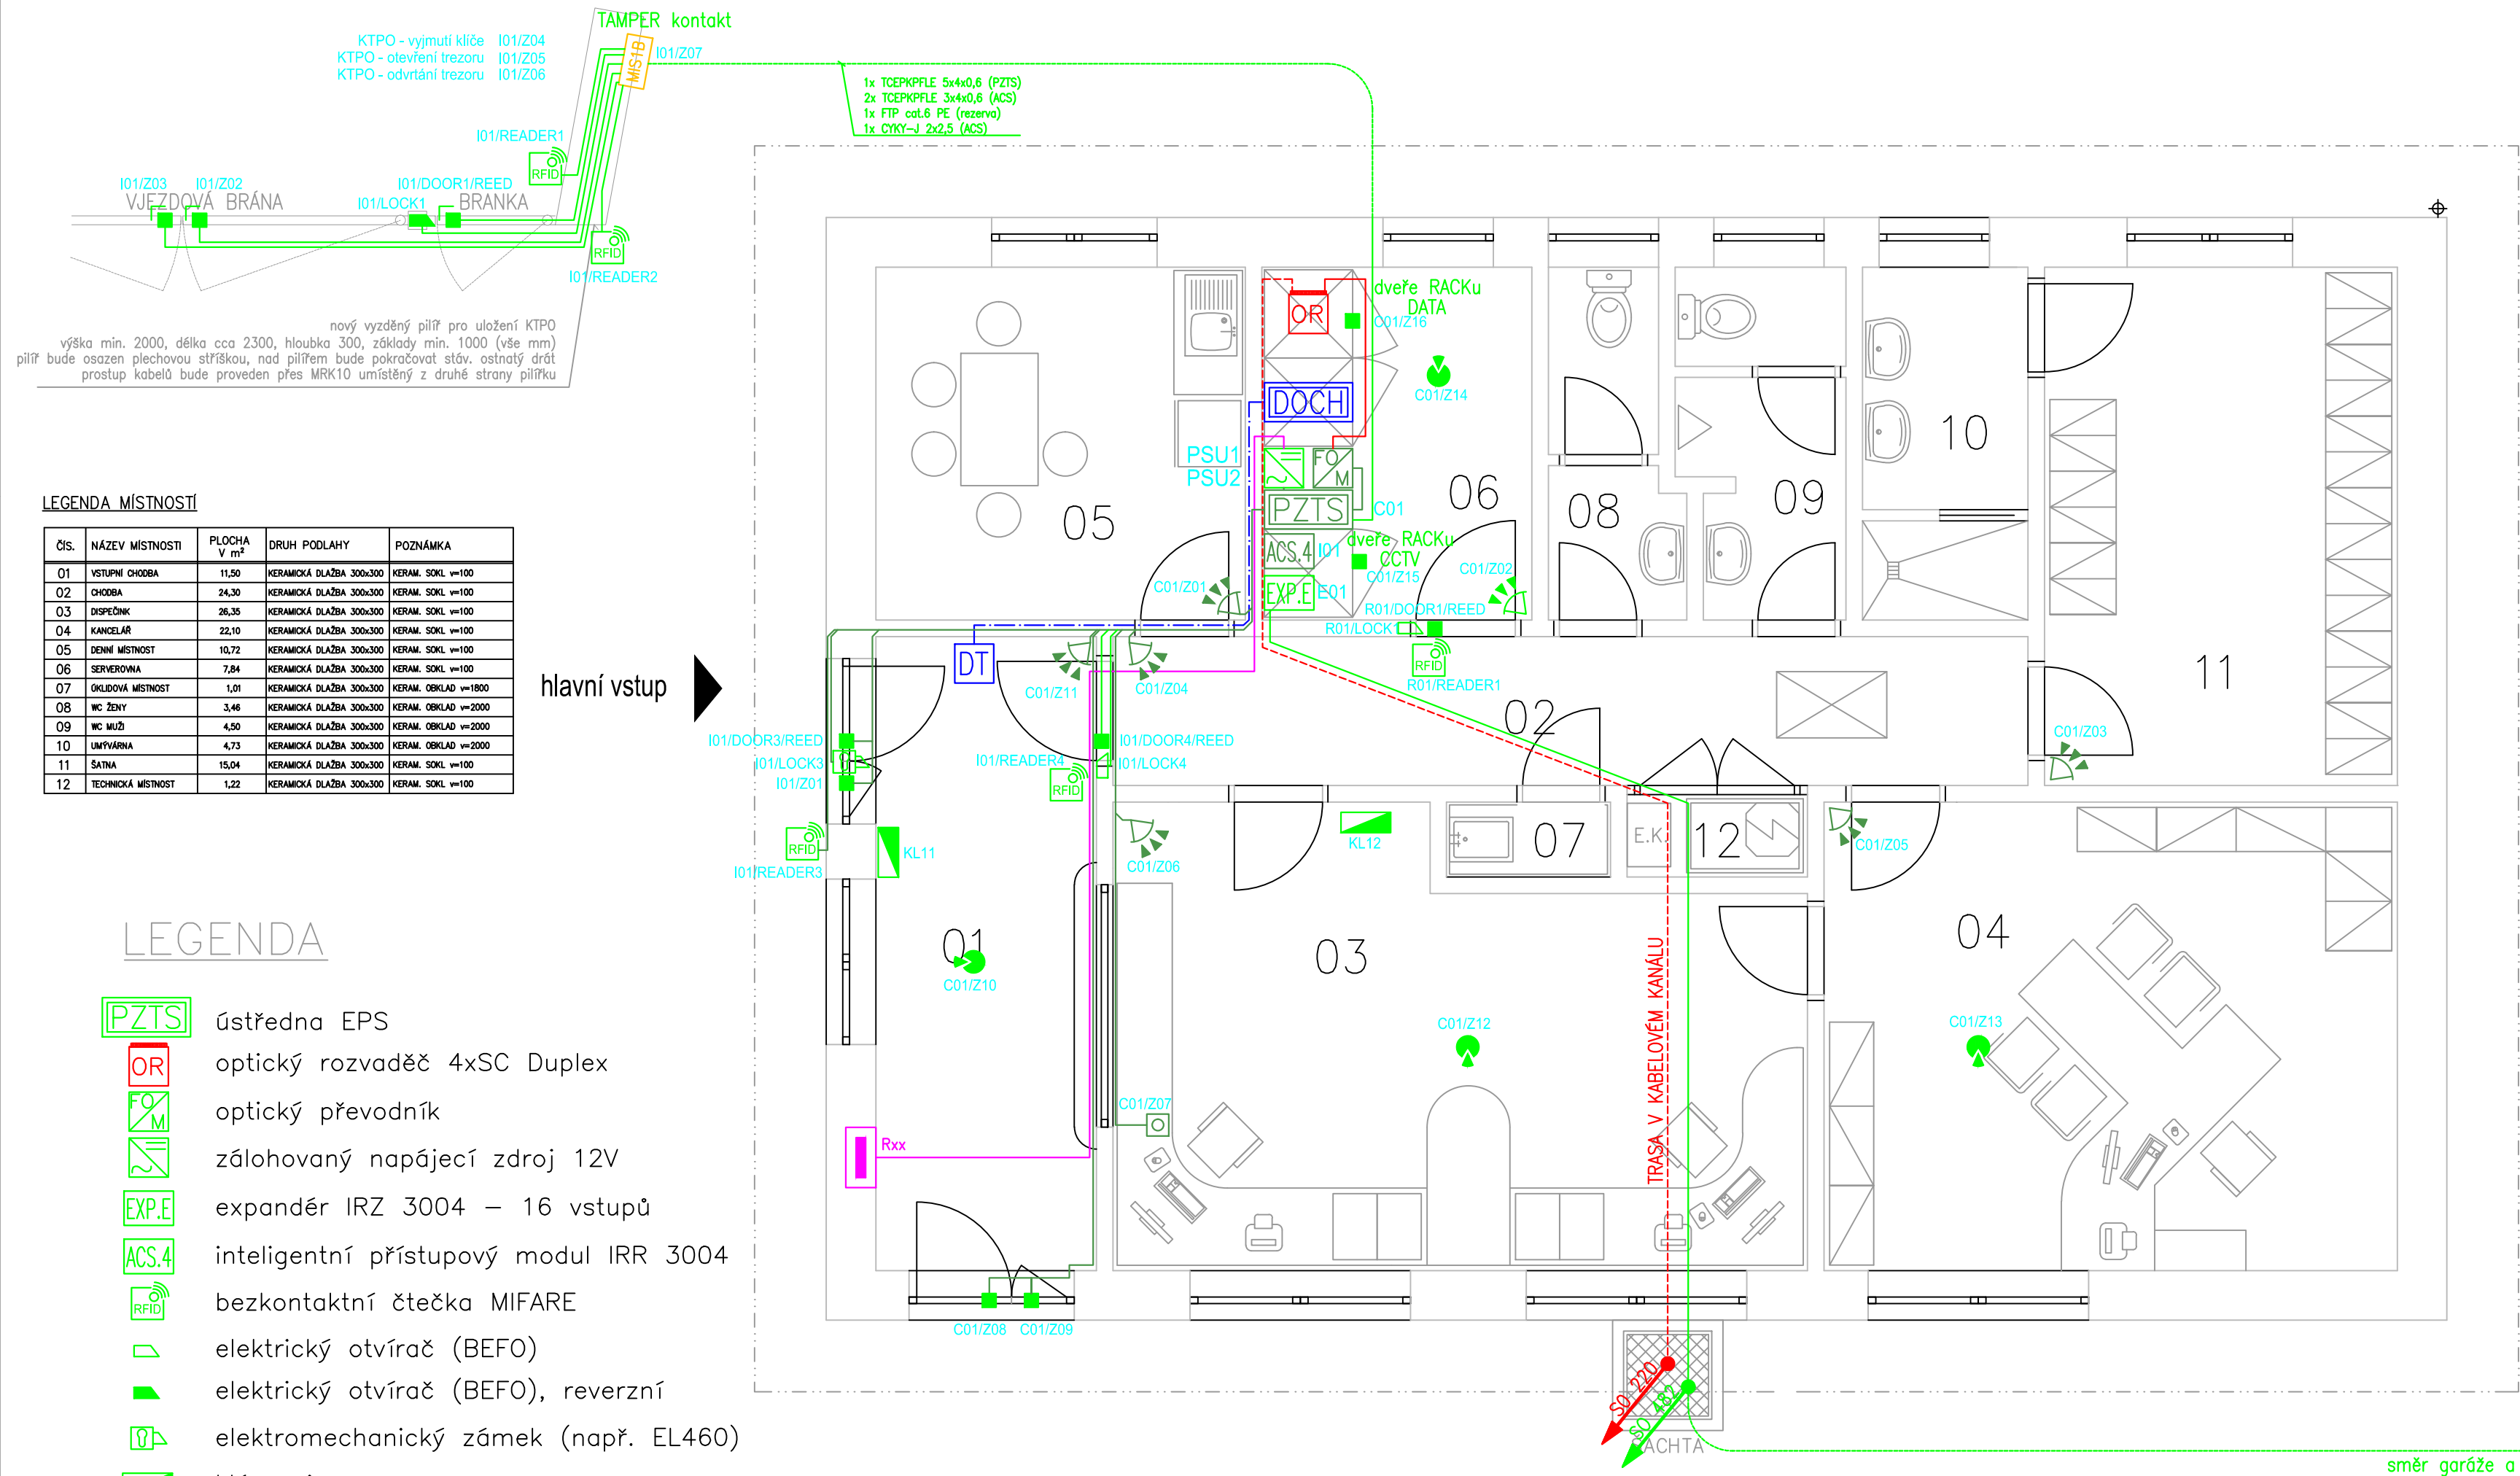 TAMPER kontakt
KTPO - vyjmutí klíče I01/Z04
KTPO - otevření trezoru I01/Z05
KTPO - odvrtání trezoru I01/Z06
MIS1B
I01/Z07
1x TCEPKPFLE 5x4x0,6 (PZTS)
2x TCEPKPFLE 3x4x0,6 (ACS)
1x FTP cat.6 PE (rezerva)
1x CYKY-J 2x2,5 (ACS)
I01/READER1
RFID
I01/Z03
I01/Z02
I01/DOOR1/REED
VJEZDOVÁ BRÁNA
I01/LOCK1
BRANKA
RFID
I01/READER2
nový vyzděný pilíř pro uložení KTPO
výška min. 2000, délka cca 2300, hloubka 300, základy min. 1000 (vše mm)
pilíř bude osazen plechovou stříškou, nad pilířem bude pokračovat stáv. ostnatý drát
prostup kabelů bude proveden přes MRK10 umístěný z druhé strany pilířku
LEGENDA MÍSTNOSTÍ
ČÍS. NÁZEV MÍSTNOSTI PLOCHA V m² DRUH PODLAHY POZNÁMKA
01 VSTUPNÍ CHODBA 11,50 KERAMICKÁ DLAŽBA 300x300 KERAM. SOKL v=100
02 CHODBA 24,30 KERAMICKÁ DLAŽBA 300x300 KERAM. SOKL v=100
03 DISPEČINK 26,35 KERAMICKÁ DLAŽBA 300x300 KERAM. SOKL v=100
04 KANCELÁŘ 22,10 KERAMICKÁ DLAŽBA 300x300 KERAM. SOKL v=100
05 DENNÍ MÍSTNOST 10,72 KERAMICKÁ DLAŽBA 300x300 KERAM. SOKL v=100
06 SERVEROVNA 7,84 KERAMICKÁ DLAŽBA 300x300 KERAM. SOKL v=100
07 ÚKLIDOVÁ MÍSTNOST 1,01 KERAMICKÁ DLAŽBA 300x300 KERAM. OBKLAD v=1800
08 WC ŽENY 3,46 KERAMICKÁ DLAŽBA 300x300 KERAM. OBKLAD v=2000
09 WC MUŽI 4,50 KERAMICKÁ DLAŽBA 300x300 KERAM. OBKLAD v=2000
10 UMÝVÁRNA 4,73 KERAMICKÁ DLAŽBA 300x300 KERAM. OBKLAD v=2000
11 ŠATNA 15,04 KERAMICKÁ DLAŽBA 300x300 KERAM. SOKL v=100
12 TECHNICKÁ MÍSTNOST 1,22 KERAMICKÁ DLAŽBA 300x300 KERAM. SOKL v=100
hlavní vstup
OR
dveře RACKu
DATA
C01/Z16
DOCH
C01/Z14
PSU1
PSU2
FO
M
PZTS
C01
05
06
08
09
10
11
ACS.4
I01
dveře RACKu
CCTV
C01/Z15
EXP.E
E01
C01/Z01
C01/Z02
R01/DOOR1/REED
R01/LOCK1
RFID
R01/READER1
DT
C01/Z11
C01/Z04
02
C01/Z03
I01/DOOR3/REED
I01/LOCK3
I01/Z01
I01/DOOR4/REED
I01/READER4
I01/LOCK4
RFID
RFID
I01/READER3
KL11
C01/Z06
KL12
07
E.K.
12
C01/Z05
01
C01/Z10
03
C01/Z12
04
C01/Z13
TRASA V KABELOVÉM KANÁLU
C01/Z07
Rxx
C01/Z08
C01/Z09
SO 220
SO 482
ŠACHTA
směr garáže a
LEGENDA
PZTS ústředna EPS
OR optický rozvaděč 4xSC Duplex
FO M optický převodník
zálohovaný napájecí zdroj 12V
EXP.E expandér IRZ 3004 – 16 vstupů
ACS.4 inteligentní přístupový modul IRR 3004
RFID bezkontaktní čtečka MIFARE
elektrický otvírač (BEFO)
elektrický otvírač (BEFO), reverzní
elektromechanický zámek (např. EL460)